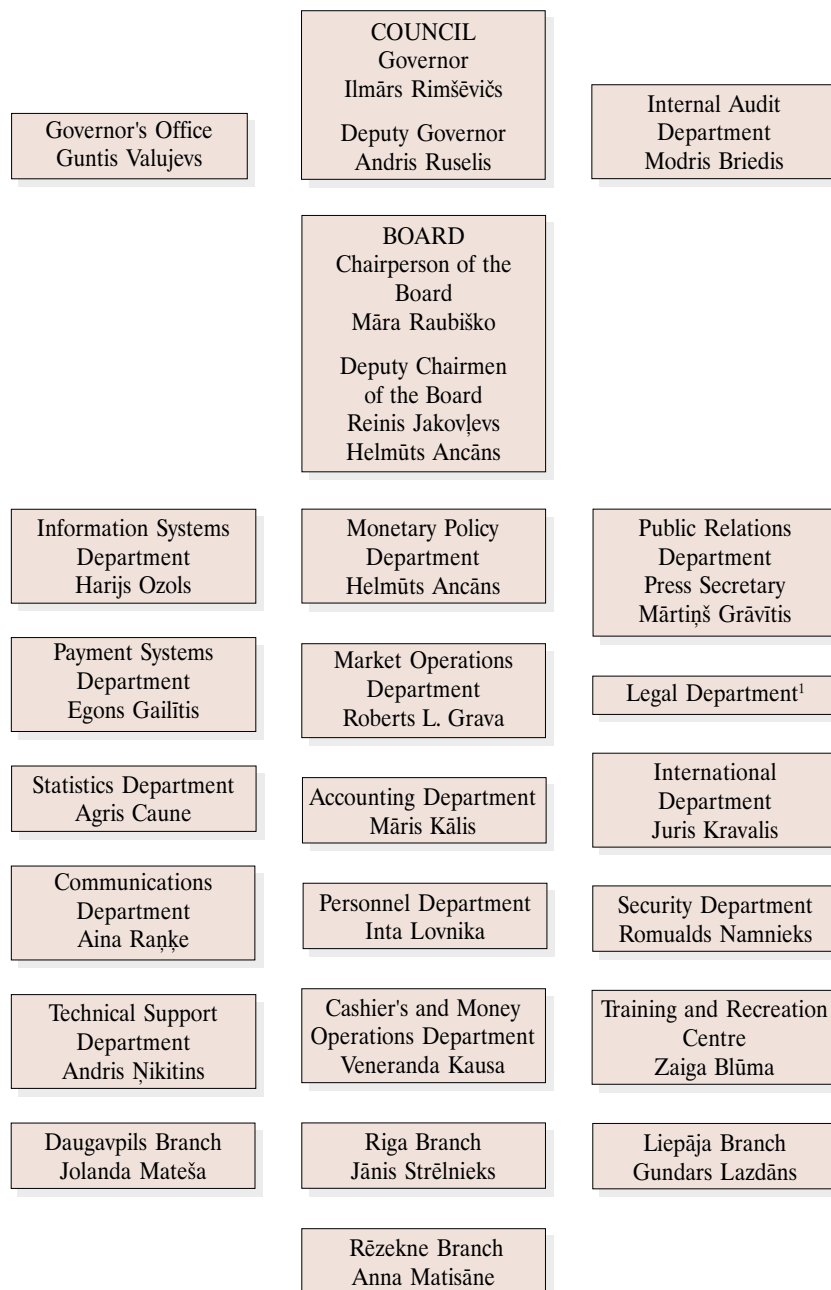 COUNCIL
Governor
Ilmārs Rimšēvičs
Deputy Governor
Andris Ruselis
Governor's Office
Guntis Valujevs
Internal Audit
Department
Modris Briedis
BOARD
Chairperson of the
Board
Māra Raubiško
Deputy Chairmen
of the Board
Reinis Jakovļevs
Helmūts Ancāns
Information Systems
Department
Harijs Ozols
Monetary Policy
Department
Helmūts Ancāns
Public Relations
Department
Press Secretary
Mārtiņš Grāvītis
Payment Systems
Department
Egons Gailītis
Market Operations
Department
Roberts L. Grava
Legal Department¹
Statistics Department
Agris Caune
Accounting Department
Māris Kālis
International
Department
Juris Kravalis
Communications
Department
Aina Raņķe
Personnel Department
Inta Lovnika
Security Department
Romualds Namnieks
Technical Support
Department
Andris Ņikitins
Cashier's and Money
Operations Department
Veneranda Kausa
Training and Recreation
Centre
Zaiga Blūma
Daugavpils Branch
Jolanda Mateša
Riga Branch
Jānis Strēlnieks
Liepāja Branch
Gundars Lazdāns
Rēzekne Branch
Anna Matisāne